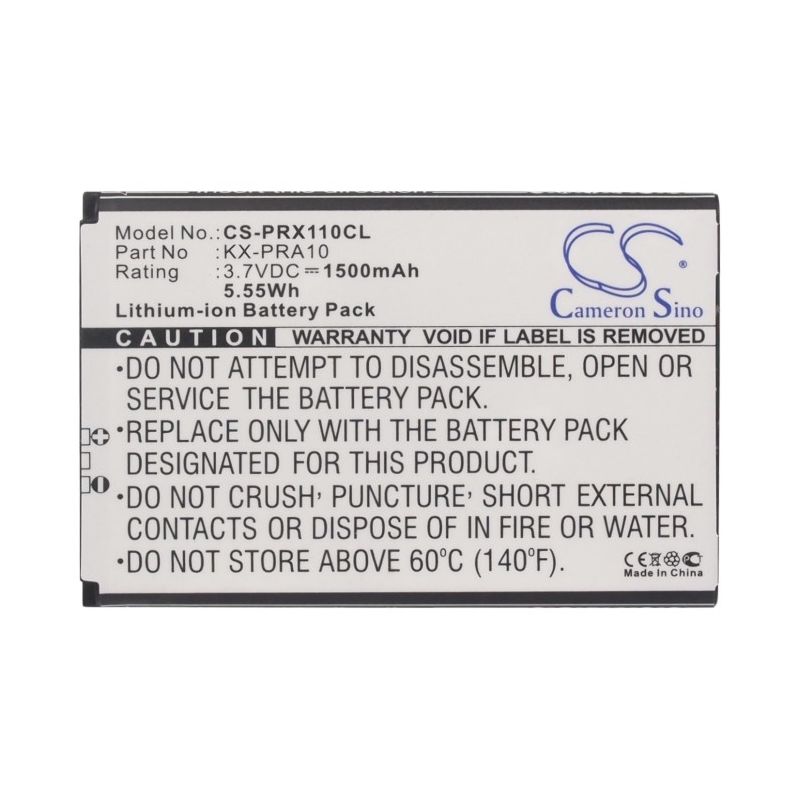 Model No.: CS-PRX110CL
Part No : KX-PRA10
Rating : 3.7VDC⎓1500mAh
5.55Wh
Lithium-ion Battery Pack
CS
®
Cameron Sino
CAUTION WARRANTY VOID IF LABEL IS REMOVED
•DO NOT ATTEMPT TO DISASSEMBLE, OPEN OR
SERVICE THE BATTERY PACK.
•REPLACE ONLY WITH THE BATTERY PACK
DESIGNATED FOR THIS PRODUCT.
•DO NOT CRUSH, PUNCTURE, SHORT EXTERNAL
CONTACTS OR DISPOSE OF IN FIRE OR WATER.
•DO NOT STORE ABOVE 60°C (140°F).
CE
Made in China